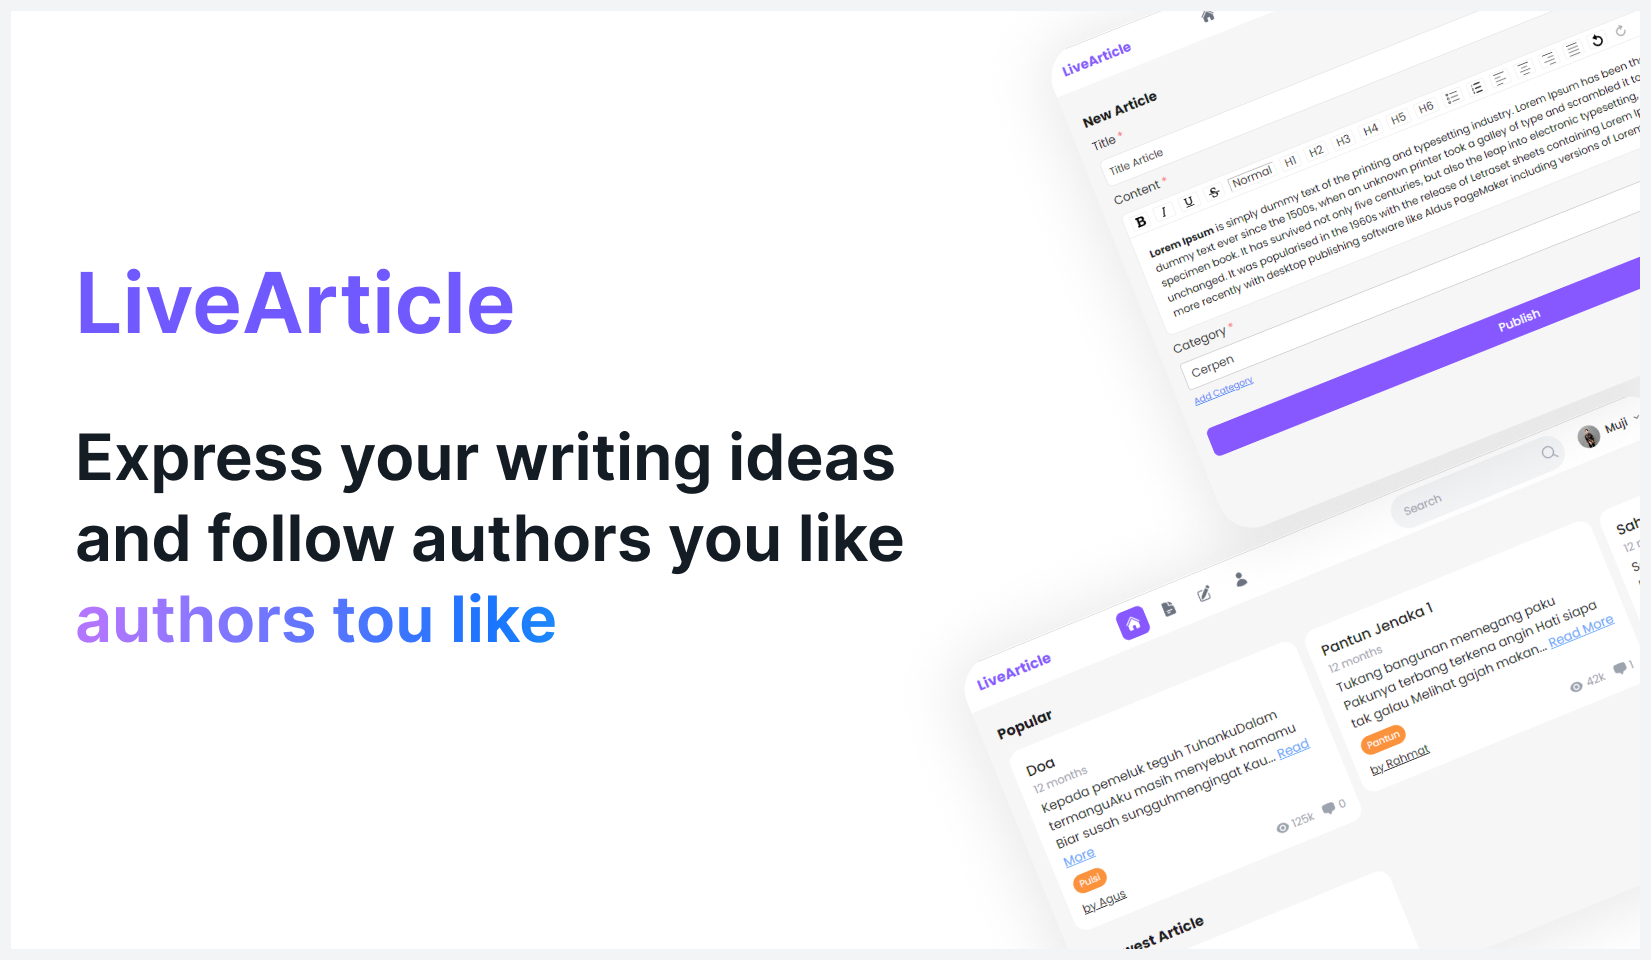 LiveArticle
Express your writing ideas
and follow authors you like
authors tou like
LiveArticle
New Article
Title *
Title Article
Content *
B I U S Normal H1 H2 H3 H4 H5 H6
Lorem Ipsum is simply dummy text of the printing and typesetting industry. Lorem Ipsum has been the
dummy text ever since the 1500s, when an unknown printer took a galley of type and scrambled it to
specimen book. It has survived not only five centuries, but also the leap into electronic typesetting,
unchanged. It was popularised in the 1960s with the release of Letraset sheets containing Lorem
more recently with desktop publishing software like Aldus PageMaker including versions of Lorem
Category *
Cerpen
Add Category
Publish
LiveArticle
Search
Muji
Popular
Doa
12 months
Kepada pemeluk teguh TuhankuDalam
termanguAku masih menyebut namamu
Biar susah sungguhmengingat Kau... Read
More
125k 0
Puisi
by Agus
Pantun Jenaka 1
12 months
Tukang bangunan memegang paku
Pakunya terbang terkena angin Hati siapa
tak galau Melihat gajah makan... Read More
42k 1
Pantun
by Rahmat
Sah
12
S
west Article